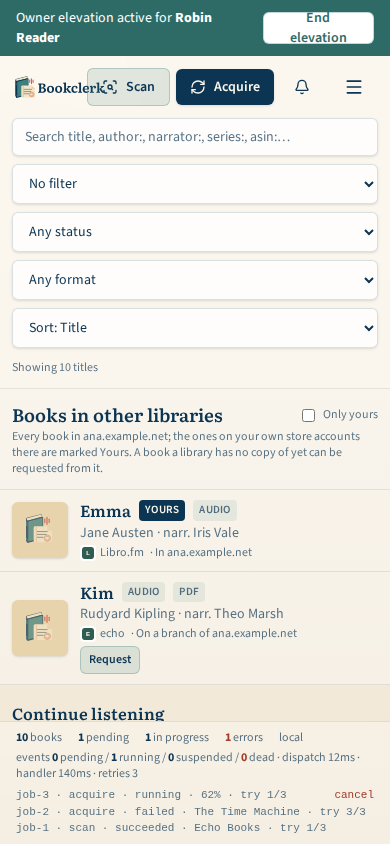 Owner elevation active for Robin Reader
End elevation
Bookclerk
Scan
Acquire
Search title, author:, narrator:, series:, asin:…
No filter
Any status
Any format
Sort: Title
Showing 10 titles
Books in other libraries
Only yours
Every book in ana.example.net; the ones on your own store accounts
there are marked Yours. A book a library has no copy of yet can be
requested from it.
Emma YOURS AUDIO
Jane Austen · narr. Iris Vale
L Libro.fm · In ana.example.net
Kim AUDIO PDF
Rudyard Kipling · narr. Theo Marsh
E echo · On a branch of ana.example.net
Request
Continue listening
10 books 1 pending 1 in progress 1 errors local
events 0 pending / 1 running / 0 suspended / 0 dead · dispatch 12ms ·
handler 140ms · retries 3
job-3 · acquire · running · 62% · try 1/3 cancel
job-2 · acquire · failed · The Time Machine · try 3/3
job-1 · scan · succeeded · Echo Books · try 1/3